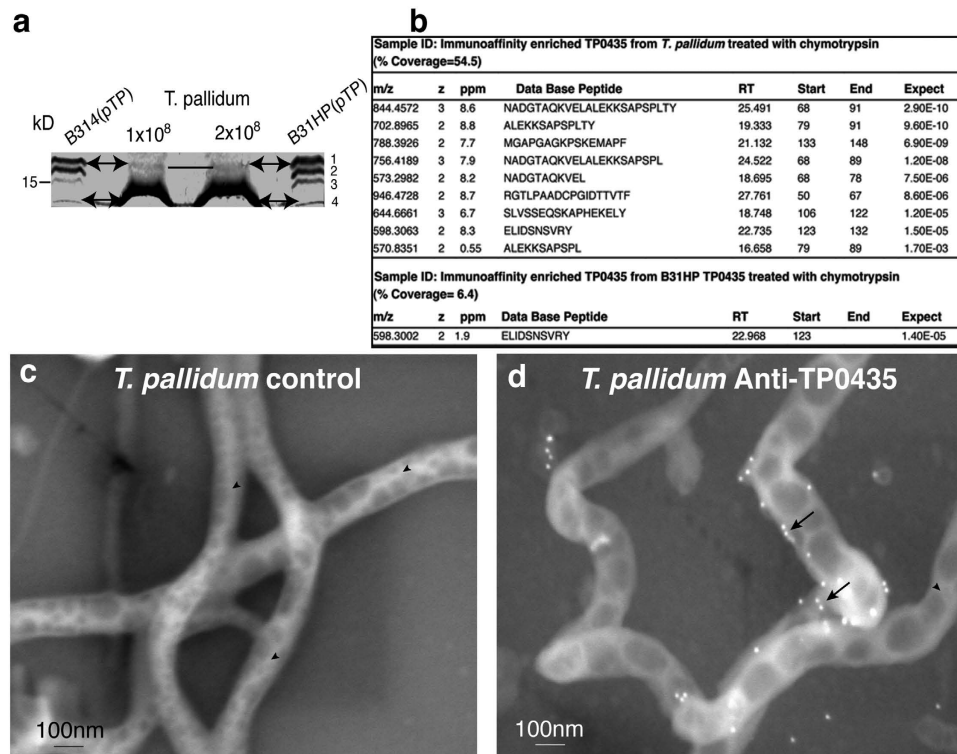 a
kD
B314(pTP)
T. pallidum
1x10⁸
2x10⁸
B31HP(pTP)
15
1
2
3
4
b
Sample ID: Immunoaffinity enriched TP0435 from T. pallidum treated with chymotrypsin
(% Coverage=54.5)
m/z z ppm Data Base Peptide RT Start End Expect
844.4572 3 8.6 NADGTAQKVELALEKKSAPSPLTY 25.491 68 91 2.90E-10
702.8965 2 8.8 ALEKKSAPSPLTY 19.333 79 91 9.60E-10
788.3926 2 7.7 MGAPGAGKPSKEMAPF 21.132 133 148 6.90E-09
756.4189 3 7.9 NADGTAQKVELALEKKSAPSPL 24.522 68 89 1.20E-08
573.2982 2 8.2 NADGTAQKVEL 18.695 68 78 7.50E-06
946.4728 2 8.7 RGTLPAADCPGIDTTVTF 27.761 50 67 8.60E-06
644.6661 3 6.7 SLVSSEQSKAPHEKELY 18.748 106 122 1.20E-05
598.3063 2 8.3 ELIDSNSVRY 22.735 123 132 1.50E-05
570.8351 2 0.55 ALEKKSAPSPL 16.658 79 89 1.70E-03
Sample ID: Immunoaffinity enriched TP0435 from B31HP TP0435 treated with chymotrypsin
(% Coverage= 6.4)
m/z z ppm Data Base Peptide RT Start End Expect
598.3002 2 1.9 ELIDSNSVRY 22.968 123 1.40E-05
c
T. pallidum control
100nm
d
T. pallidum Anti-TP0435
100nm